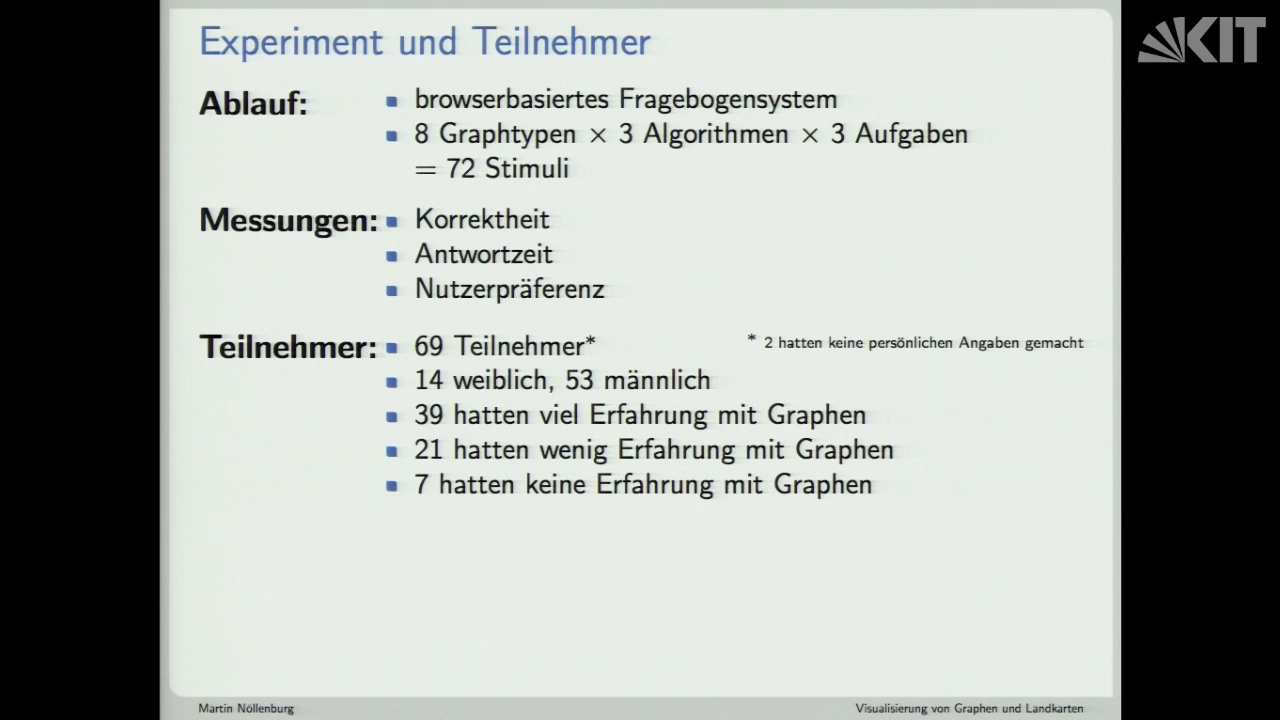 Experiment und Teilnehmer
KIT
Ablauf:
browserbasiertes Fragebogensystem
8 Graphtypen × 3 Algorithmen × 3 Aufgaben
= 72 Stimuli
Messungen:
Korrektheit
Antwortzeit
Nutzerpräferenz
Teilnehmer:
69 Teilnehmer*
* 2 hatten keine persönlichen Angaben gemacht
14 weiblich, 53 männlich
39 hatten viel Erfahrung mit Graphen
21 hatten wenig Erfahrung mit Graphen
7 hatten keine Erfahrung mit Graphen
Martin Nöllenburg
Visualisierung von Graphen und Landkarten